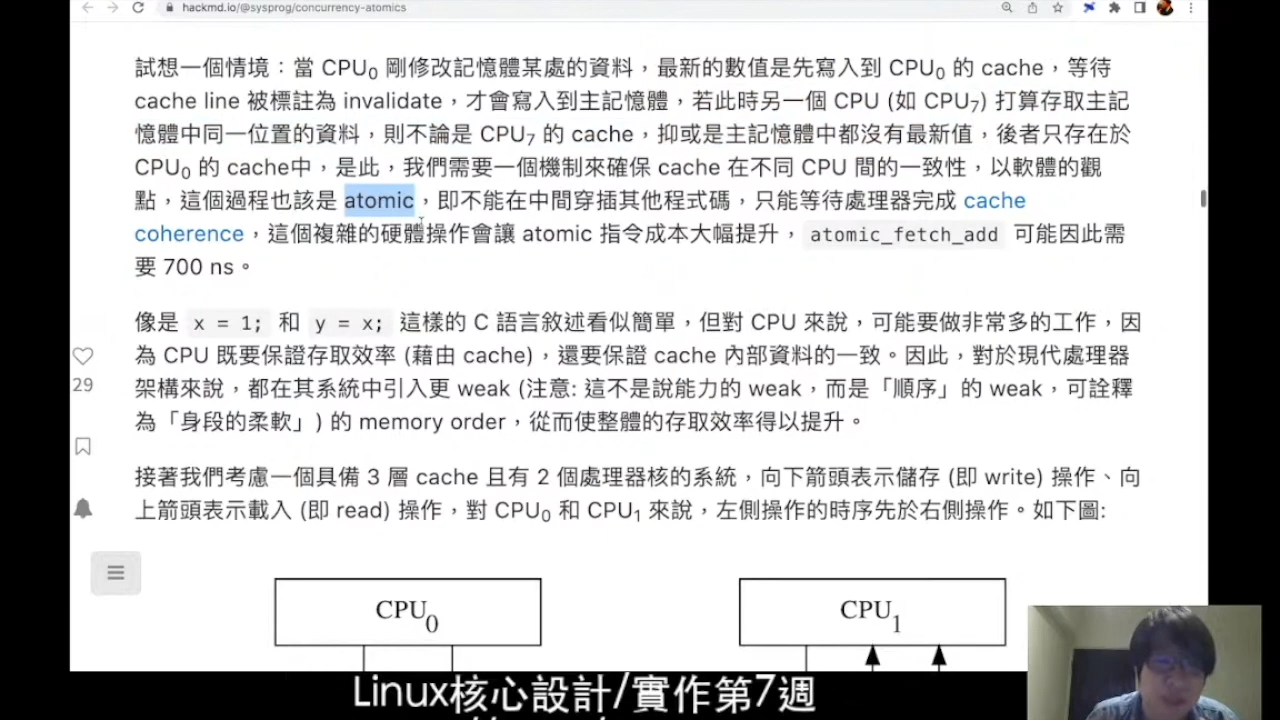 hackmd.io/@sysprog/concurrency-atomics
試想一個情境：當 CPU0 剛修改記憶體某處的資料，最新的數值是先寫入到 CPU0 的 cache，等待
cache line 被標註為 invalidate，才會寫入到主記憶體，若此時另一個 CPU (如 CPU7) 打算存取主記
憶體中同一位置的資料，則不論是 CPU7 的 cache，抑或是主記憶體中都沒有最新值，後者只存在於
CPU0 的 cache中，是此，我們需要一個機制來確保 cache 在不同 CPU 間的一致性，以軟體的觀
點，這個過程也該是 atomic，即不能在中間穿插其他程式碼，只能等待處理器完成 cache
coherence，這個複雜的硬體操作會讓 atomic 指令成本大幅提升， atomic_fetch_add 可能因此需
要 700 ns。
像是 x = 1; 和 y = x; 這樣的 C 語言敘述看似簡單，但對 CPU 來說，可能要做非常多的工作，因
為 CPU 既要保證存取效率 (藉由 cache)，還要保證 cache 內部資料的一致。因此，對於現代處理器
架構來說，都在其系統中引入更 weak (注意: 這不是說能力的 weak，而是「順序」的 weak，可詮釋
為「身段的柔軟」) 的 memory order，從而使整體的存取效率得以提升。
29
接著我們考慮一個具備 3 層 cache 且有 2 個處理器核的系統，向下箭頭表示儲存 (即 write) 操作、向
上箭頭表示載入 (即 read) 操作，對 CPU0 和 CPU1 來說，左側操作的時序先於右側操作。如下圖:
CPU0
CPU1
Linux核心設計/實作第7週